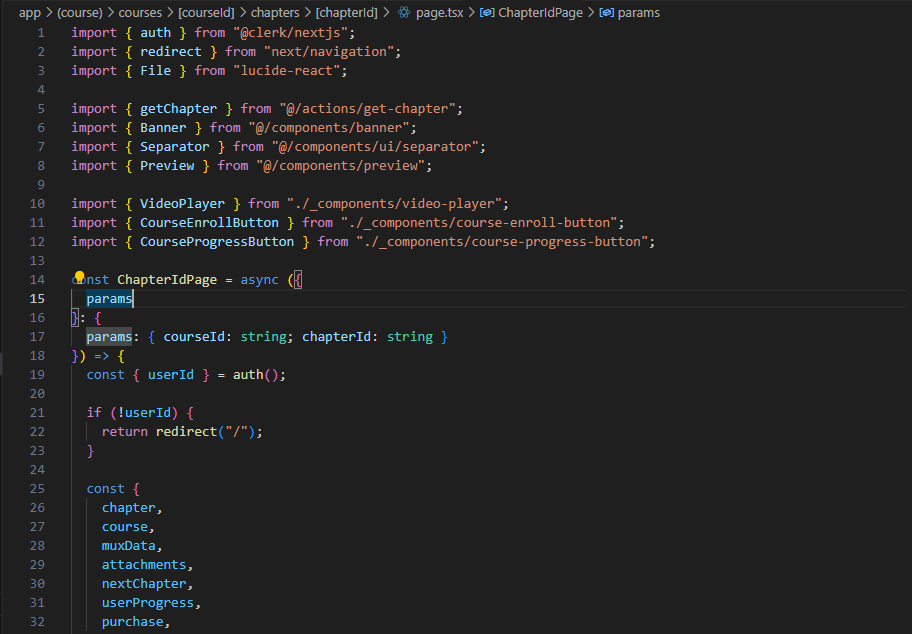 app > (course) > courses > [courseId] > chapters > [chapterId] > page.tsx > ChapterIdPage > params
1 import { auth } from "@clerk/nextjs";
2 import { redirect } from "next/navigation";
3 import { File } from "lucide-react";
4
5 import { getChapter } from "@/actions/get-chapter";
6 import { Banner } from "@/components/banner";
7 import { Separator } from "@/components/ui/separator";
8 import { Preview } from "@/components/preview";
9
10 import { VideoPlayer } from "./_components/video-player";
11 import { CourseEnrollButton } from "./_components/course-enroll-button";
12 import { CourseProgressButton } from "./_components/course-progress-button";
13
14 const ChapterIdPage = async ({
15   params
16 }: {
17   params: { courseId: string; chapterId: string }
18 }) => {
19   const { userId } = auth();
20
21   if (!userId) {
22     return redirect("/");
23   }
24
25   const {
26     chapter,
27     course,
28     muxData,
29     attachments,
30     nextChapter,
31     userProgress,
32     purchase,